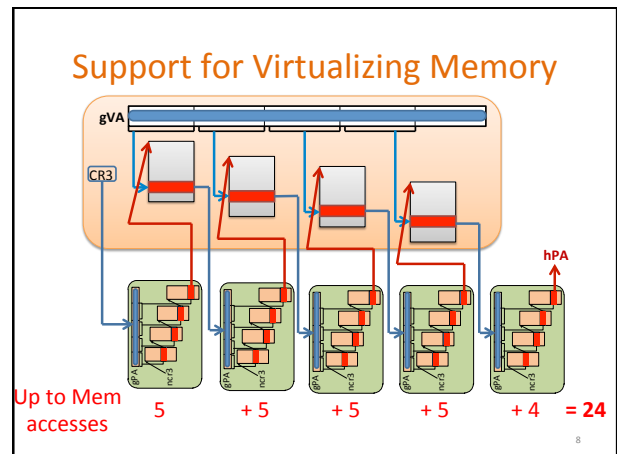 Support for Virtualizing Memory
gVA
CR3
hPA
gPA
ncr3
gPA
ncr3
gPA
ncr3
gPA
ncr3
gPA
ncr3
Up to Mem
accesses
5 + 5 + 5 + 5 + 4 = 24
8